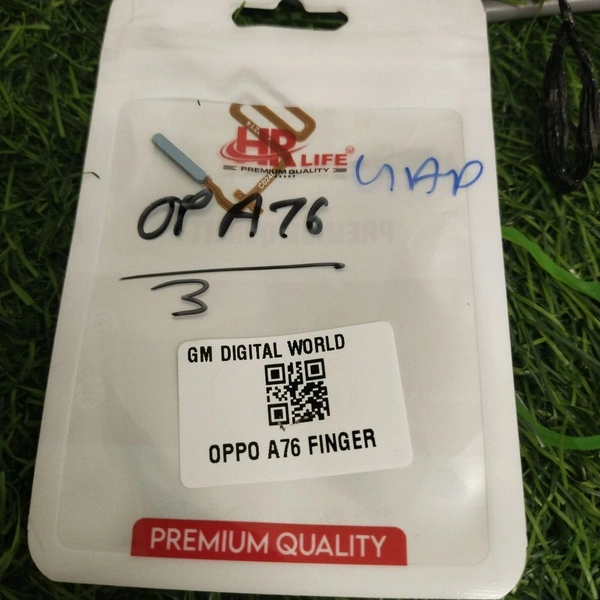 HR LIFE®
PREMIUM QUALITY
OP A76
3
GM DIGITAL WORLD
OPPO A76 FINGER
PREMIUM QUALITY